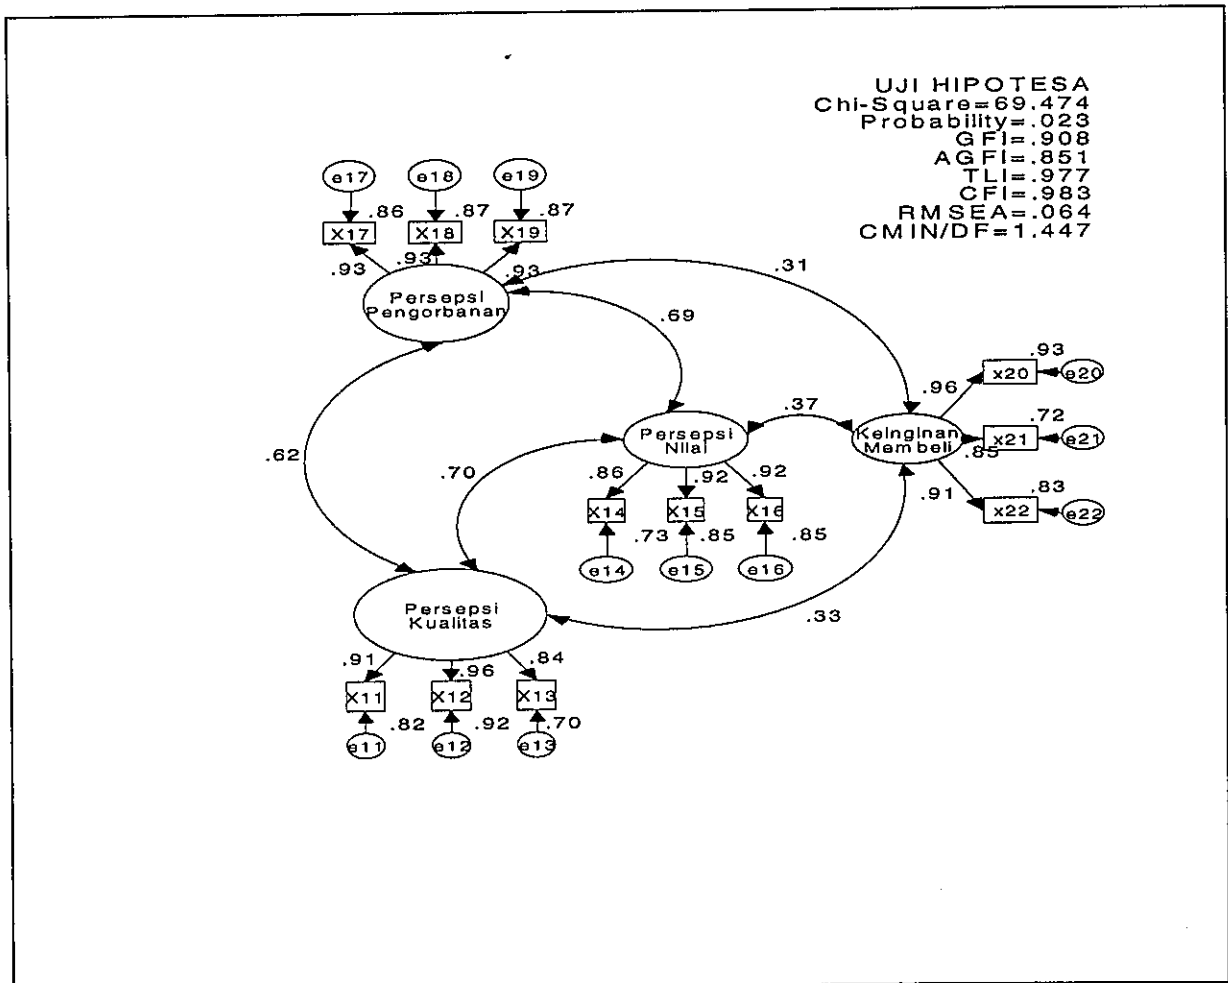 UJI HIPOTESA
Chi-Square=69.474
Probability=.023
GFI=.908
AGFI=.851
TLI=.977
CFI=.983
RMSEA=.064
CMIN/DF=1.447
e17 e18 e19
.86 .87 .87
X17 X18 X19
.93 .93 .93
Persepsi
Pengorbanan
.31
.69
.62
.70
.37
Persepsi
Nilai
.86 .92 .92
X14 X15 X16
.73 .85 .85
e14 e15 e16
Keinginan
Membeli
.96
.85
.91
.93
x20 e20
.72
x21 e21
.83
x22 e22
.33
Persepsi
Kualitas
.91 .96 .84
X11 X12 X13
.82 .92 .70
e11 e12 e13